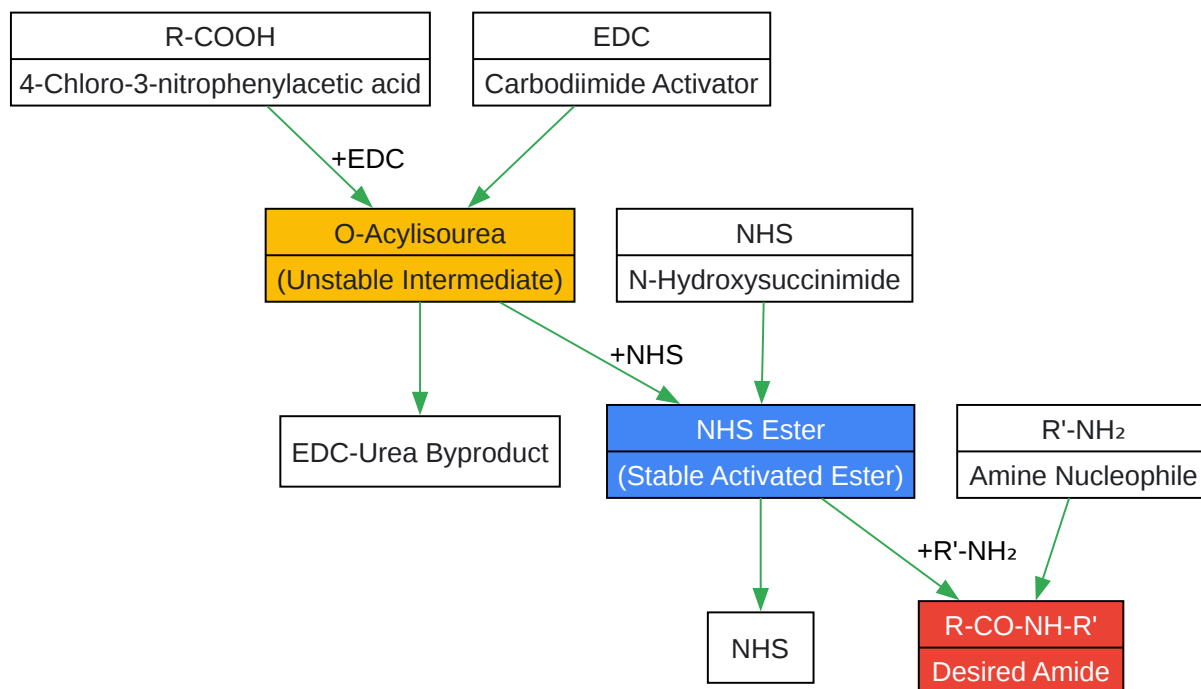 R-COOH
4-Chloro-3-nitrophenylacetic acid
EDC
Carbodiimide Activator
+EDC
O-Acylisourea
(Unstable Intermediate)
NHS
N-Hydroxysuccinimide
+NHS
EDC-Urea Byproduct
NHS Ester
(Stable Activated Ester)
R'-NH₂
Amine Nucleophile
+R'-NH₂
NHS
R-CO-NH-R'
Desired Amide